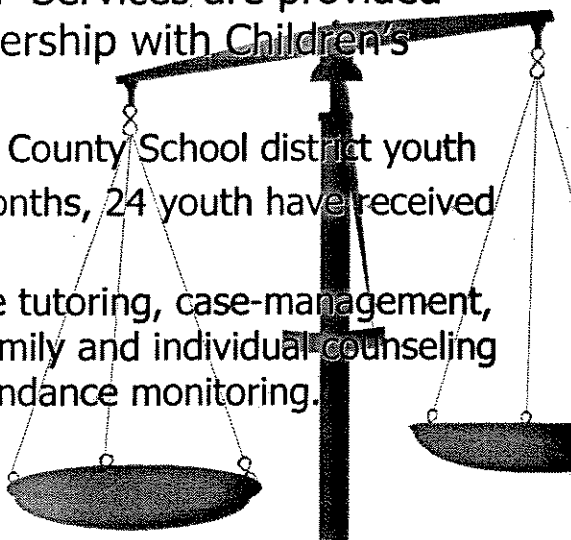 Services are provided
ership with Children's
County School district youth
onths, 24 youth have received
e tutoring, case-management,
mily and individual counseling
ndance monitoring.